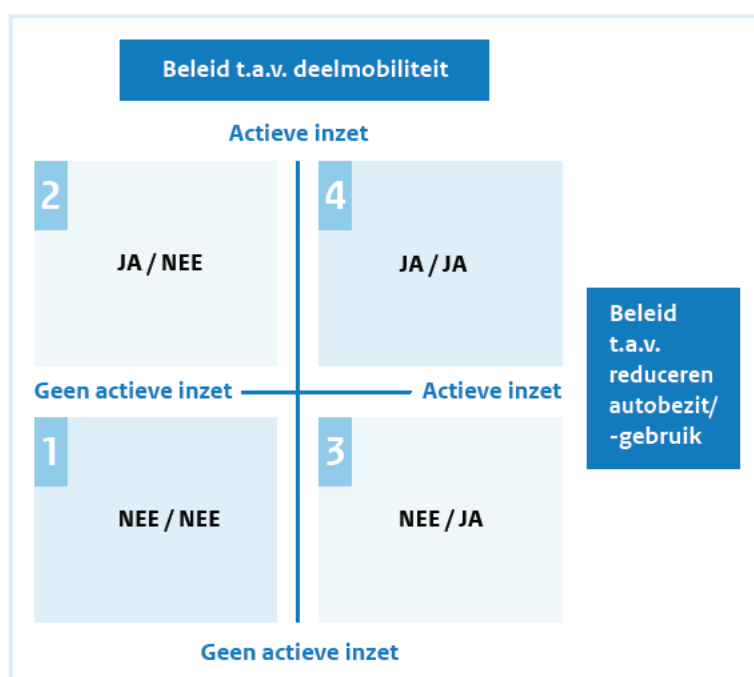 Beleid t.a.v. deelmobiliteit
Actieve inzet
2
JA / NEE
4
JA / JA
Geen actieve inzet
Actieve inzet
Beleid
t.a.v.
reduceren
autobezit/
-gebruik
1
NEE / NEE
3
NEE / JA
Geen actieve inzet